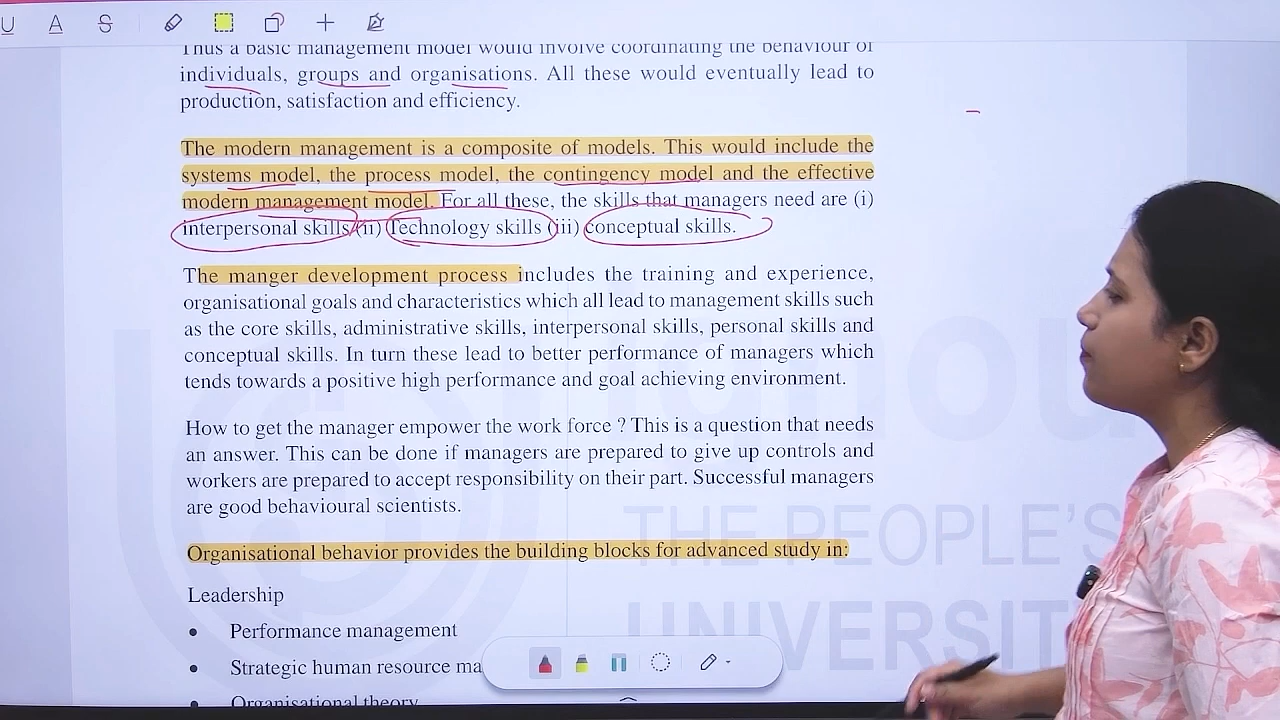 Thus a basic management model would involve coordinating the behaviour of
individuals, groups and organisations. All these would eventually lead to
production, satisfaction and efficiency.
The modern management is a composite of models. This would include the
systems model, the process model, the contingency model and the effective
modern management model. For all these, the skills that managers need are (i)
interpersonal skills (ii) Technology skills (iii) conceptual skills.
The manger development process includes the training and experience,
organisational goals and characteristics which all lead to management skills such
as the core skills, administrative skills, interpersonal skills, personal skills and
conceptual skills. In turn these lead to better performance of managers which
tends towards a positive high performance and goal achieving environment.
How to get the manager empower the work force ? This is a question that needs
an answer. This can be done if managers are prepared to give up controls and
workers are prepared to accept responsibility on their part. Successful managers
are good behavioural scientists.
Organisational behavior provides the building blocks for advanced study in:
Leadership
• Performance management
• Strategic human resource ma
• Organisational theory
ignou
THE PEOPLE'S
UNIVERSIT